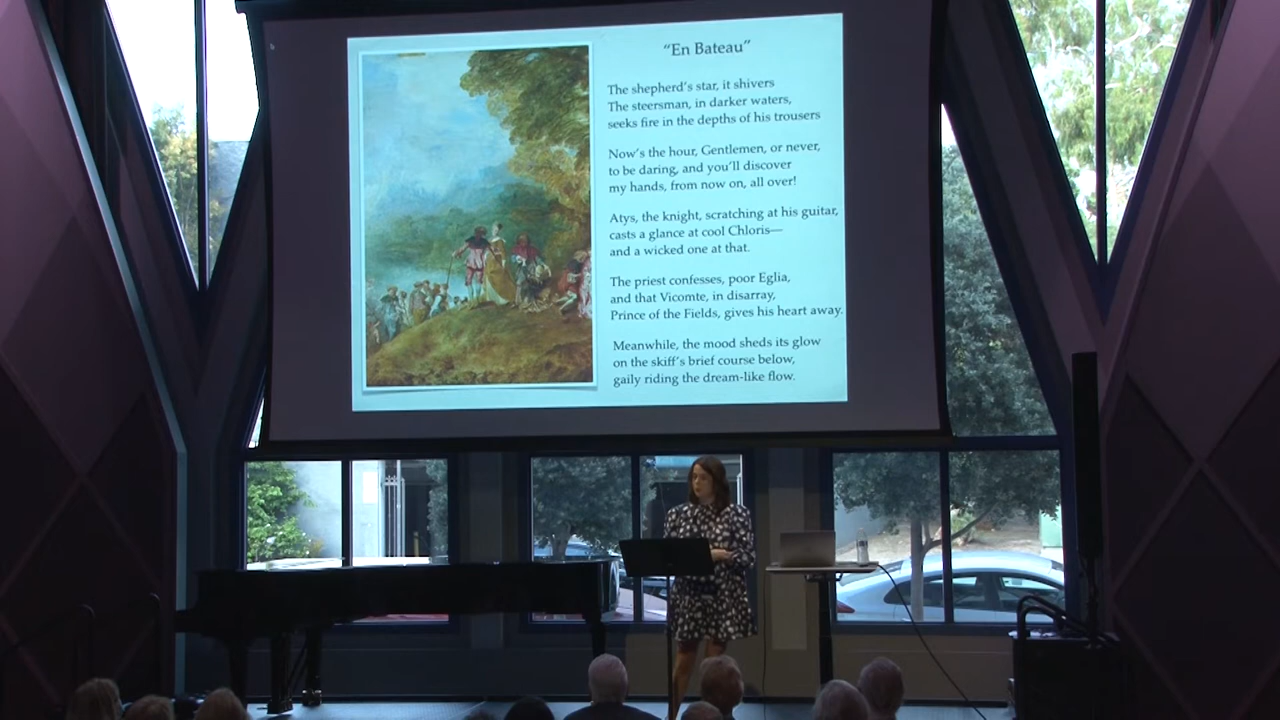 “En Bateau”
The shepherd’s star, it shivers
The steersman, in darker waters,
seeks fire in the depths of his trousers
Now’s the hour, Gentlemen, or never,
to be daring, and you’ll discover
my hands, from now on, all over!
Atys, the knight, scratching at his guitar,
casts a glance at cool Chloris—
and a wicked one at that.
The priest confesses, poor Eglia,
and that Vicomte, in disarray,
Prince of the Fields, gives his heart away.
Meanwhile, the mood sheds its glow
on the skiff’s brief course below,
gaily riding the dream-like flow.